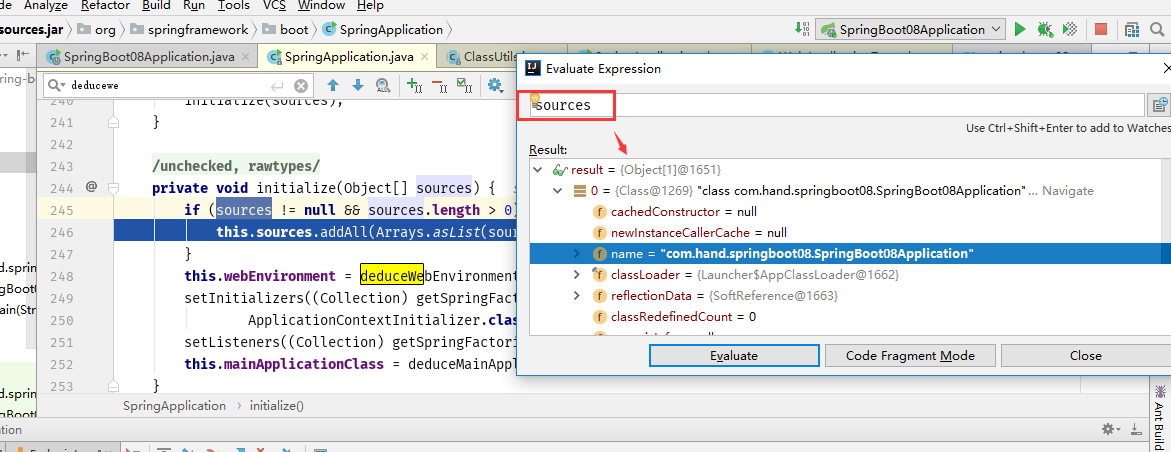 de Analyze Refactor Build Run Tools VCS Window Help
sources.jar org springframework boot SpringApplication
SpringBoot08Application
SpringBoot08Application.java SpringApplication.java ClassUtils
ring-b
deducewe
240 initialize(sources);
241 }
242
243 /unchecked, rawtypes/
244 @ private void initialize(Object[] sources) {
245 if (sources != null && sources.length > 0)
246 this.sources.addAll(Arrays.asList(sour
247 }
248 this.webEnvironment = deduceWebEnvironment
249 setInitializers((Collection) getSpringFact
250 ApplicationContextInitializer.clas
251 setListeners((Collection) getSpringFactori
252 this.mainApplicationClass = deduceMainAppl
253 }
d.sprin
gBoot0
ain(Str
d.sprin
gBoot0
SpringApplication initialize()
ation
Evaluate Expression
sources
Use Ctrl+Shift+Enter to add to Watches
Result:
result = {Object[1]@1651}
0 = {Class@1269} "class com.hand.springboot08.SpringBoot08Application"... Navigate
cachedConstructor = null
newInstanceCallerCache = null
name = "com.hand.springboot08.SpringBoot08Application"
classLoader = {Launcher$AppClassLoader@1662}
reflectionData = {SoftReference@1663}
classRedefinedCount = 0
Evaluate Code Fragment Mode Close
Ant Build